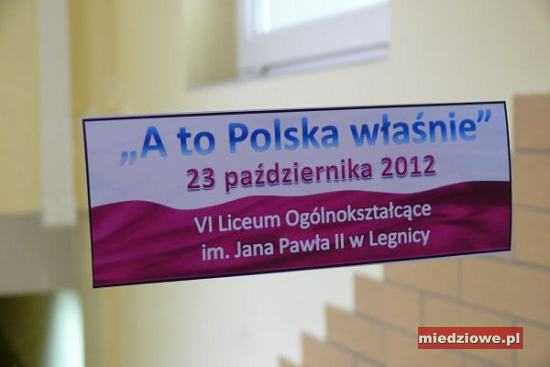 „A to Polska właśnie”
23 października 2012
VI Liceum Ogólnokształcące
im. Jana Pawła II w Legnicy
miedziowe.pl